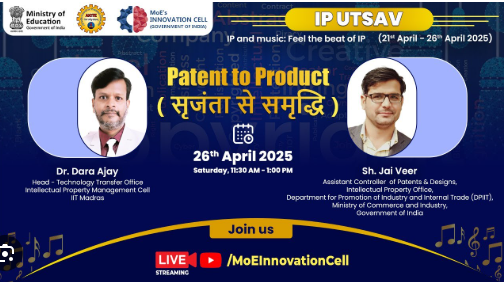 Ministry of
Education
Government of India
AICTE
MoE's
INNOVATION CELL
(GOVERNMENT OF INDIA)
IP UTSAV
IP and music: Feel the beat of IP (21st April - 26th April 2025)
Patent to Product
( सृजंता से समृद्धि )
26th April 2025
Saturday, 11:30 AM - 1:00 PM
Dr. Dara Ajay
Head - Technology Transfer Office
Intellectual Property Management Cell
IIT Madras
Sh. Jai Veer
Assistant Controller of Patents & Designs,
Intellectual Property Office,
Department for Promotion of Industry and Internal Trade (DPIIT),
Ministry of Commerce and Industry,
Government of India
Join us
LIVE
STREAMING
/MoEInnovationCell